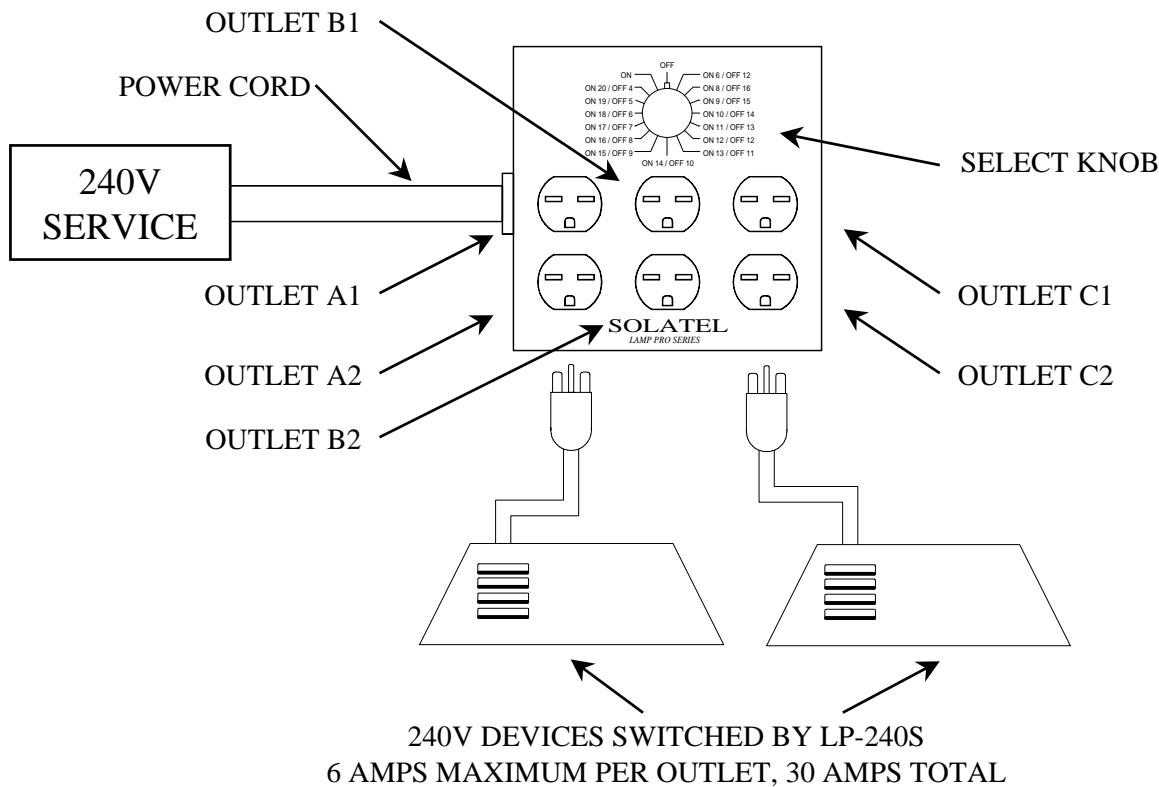 OUTLET B1
POWER CORD
240V
SERVICE
OFF
ON
ON 20 / OFF 4
ON 19 / OFF 5
ON 18 / OFF 6
ON 17 / OFF 7
ON 16 / OFF 8
ON 15 / OFF 9
ON 14 / OFF 10
ON 6 / OFF 12
ON 8 / OFF 16
ON 9 / OFF 15
ON 10 / OFF 14
ON 11 / OFF 13
ON 12 / OFF 12
ON 13 / OFF 11
SELECT KNOB
OUTLET A1
OUTLET C1
SOLATEL
LAMP PRO SERIES
OUTLET A2
OUTLET C2
OUTLET B2
240V DEVICES SWITCHED BY LP-240S
6 AMPS MAXIMUM PER OUTLET, 30 AMPS TOTAL